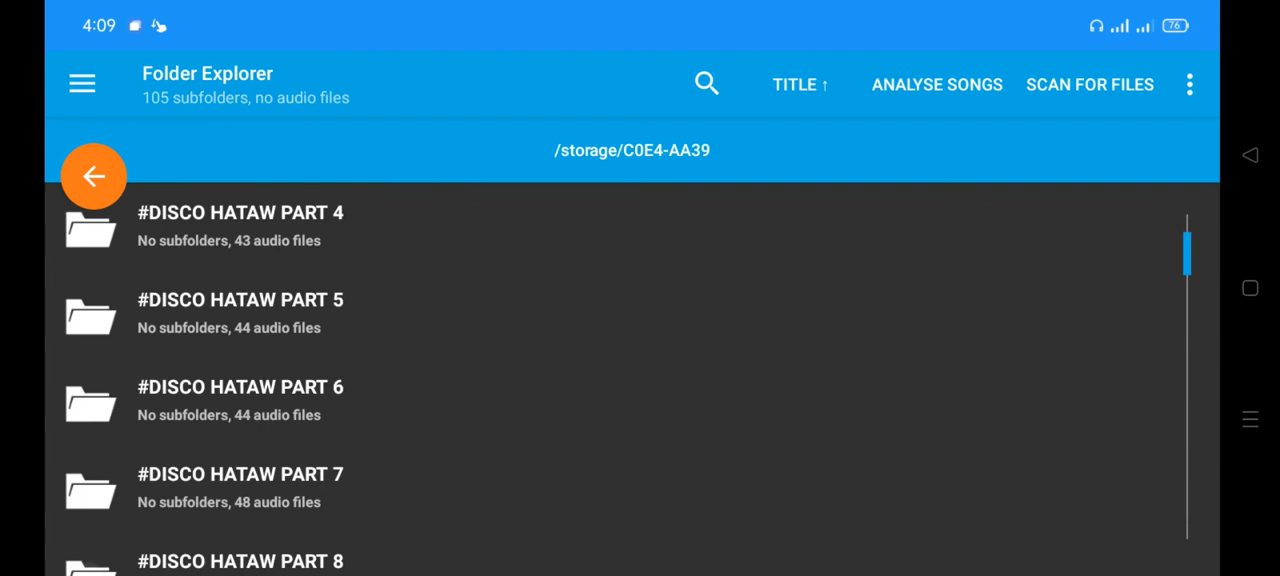 4:09
76
Folder Explorer
105 subfolders, no audio files
TITLE ↑
ANALYSE SONGS
SCAN FOR FILES
/storage/C0E4-AA39
#DISCO HATAW PART 4
No subfolders, 43 audio files
#DISCO HATAW PART 5
No subfolders, 44 audio files
#DISCO HATAW PART 6
No subfolders, 44 audio files
#DISCO HATAW PART 7
No subfolders, 48 audio files
#DISCO HATAW PART 8